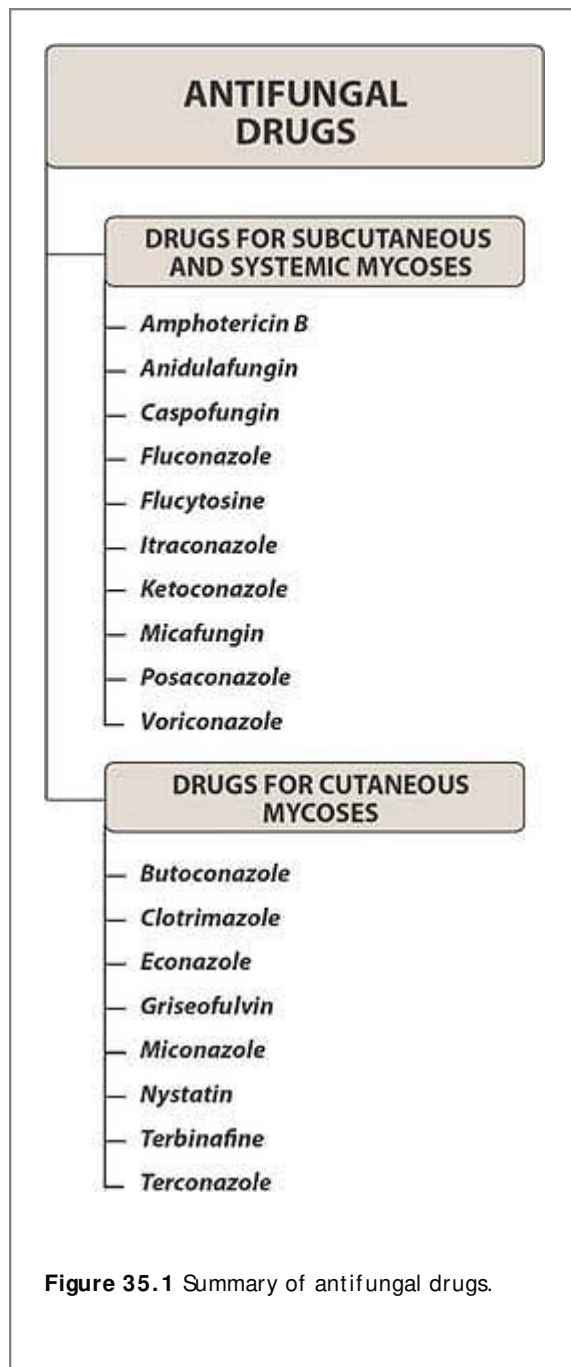 ANTIFUNGAL
DRUGS
DRUGS FOR SUBCUTANEOUS
AND SYSTEMIC MYCOSES
Amphotericin B
Anidulafungin
Caspofungin
Fluconazole
Flucytosine
Itraconazole
Ketoconazole
Micafungin
Posaconazole
Voriconazole
DRUGS FOR CUTANEOUS
MYCOSES
Butoconazole
Clotrimazole
Econazole
Griseofulvin
Miconazole
Nystatin
Terbinafine
Terconazole
Figure 35.1 Summary of antifungal drugs.